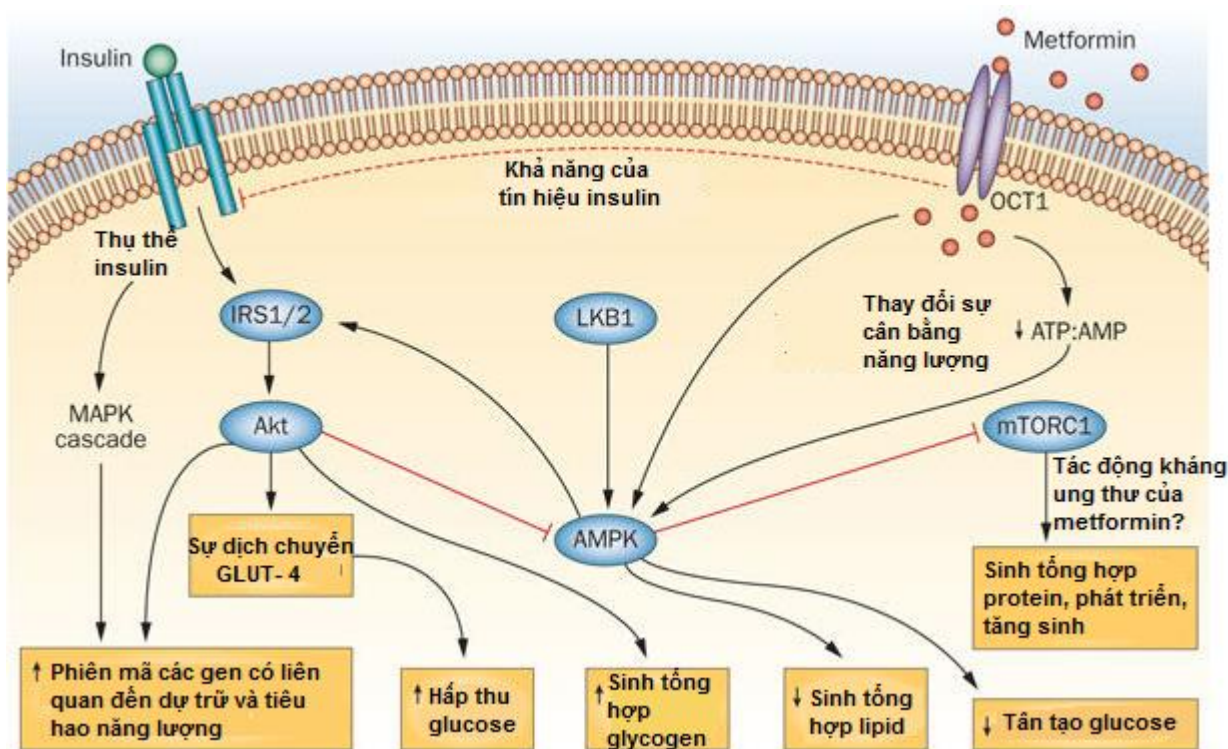 Insulin
Metformin
Khả năng của
tín hiệu insulin
OCT1
Thụ thể
insulin
IRS1/2
LKB1
Thay đổi sự
cân bằng
năng lượng
↓ ATP:AMP
MAPK
cascade
Akt
mTORC1
Tác động kháng
ung thư của
metformin?
AMPK
Sự dịch chuyển
GLUT- 4
Sinh tổng hợp
protein, phát triển,
tăng sinh
↑ Phiên mã các gen có liên
quan đến dự trữ và tiêu
hao năng lượng
↑ Hấp thu
glucose
↑ Sinh tổng
hợp
glycogen
↓ Sinh tổng
hợp lipid
↓ Tân tạo glucose